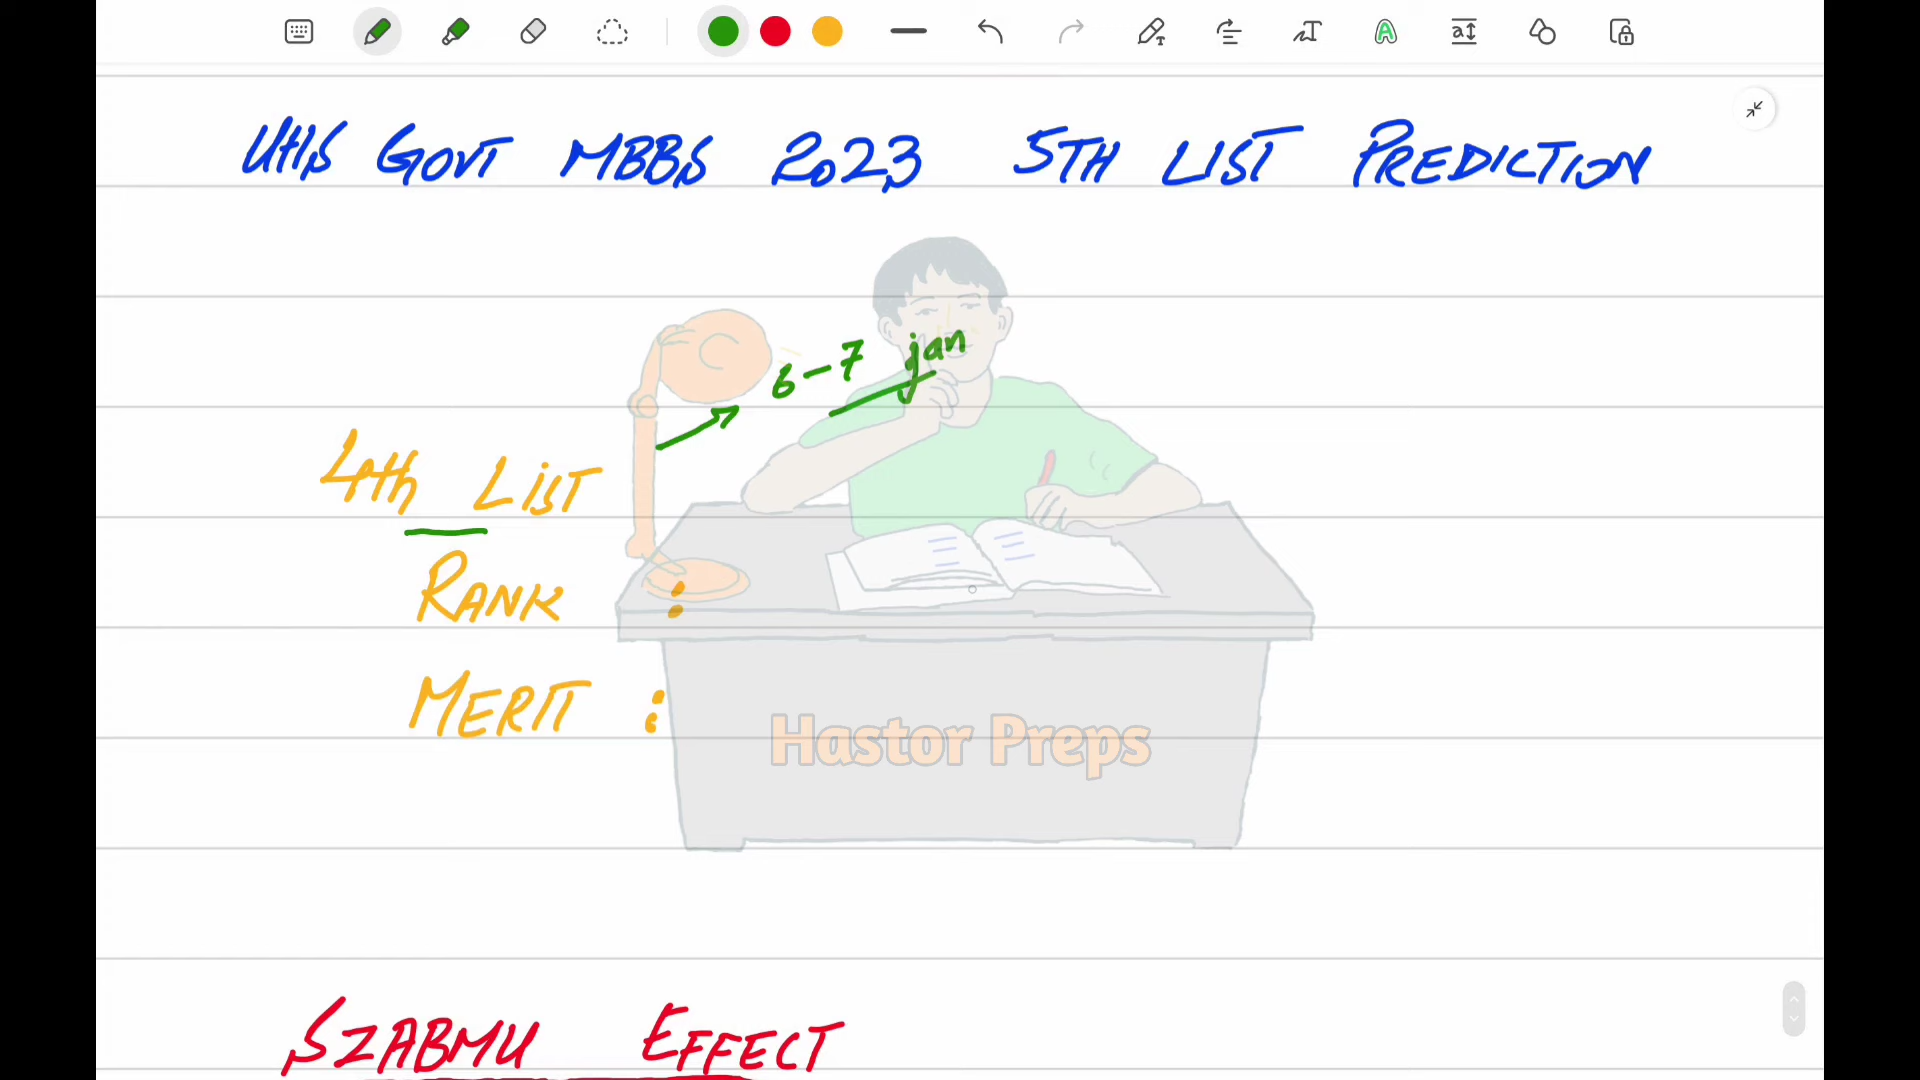 UHS GOVT MBBS 2023 5TH LIST PREDICTION
6-7 jan
4th LIST
RANK :
MERIT :
Hastor Preps
SZABMU EFFECT